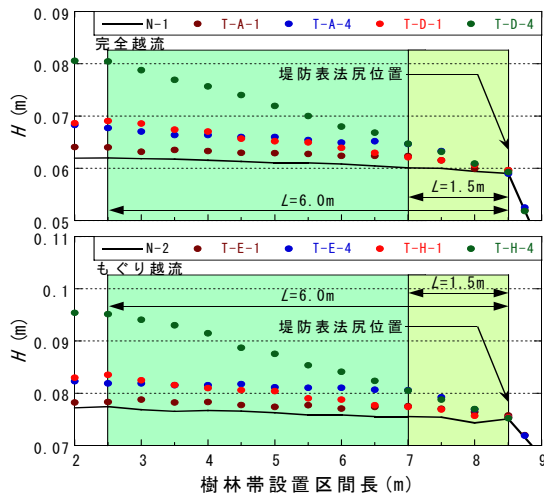 N-1 T-A-1 T-A-4 T-D-1 T-D-4
完全越流
堤防表法尻位置
L=1.5m
L=6.0m
H (m)
0.09
0.08
0.07
0.06
0.05
N-2 T-E-1 T-E-4 T-H-1 T-H-4
もぐり越流
L=1.5m
L=6.0m
堤防表法尻位置
H (m)
0.11
0.1
0.09
0.08
0.07
2 3 4 5 6 7 8 9
樹林帯設置区間長(m)